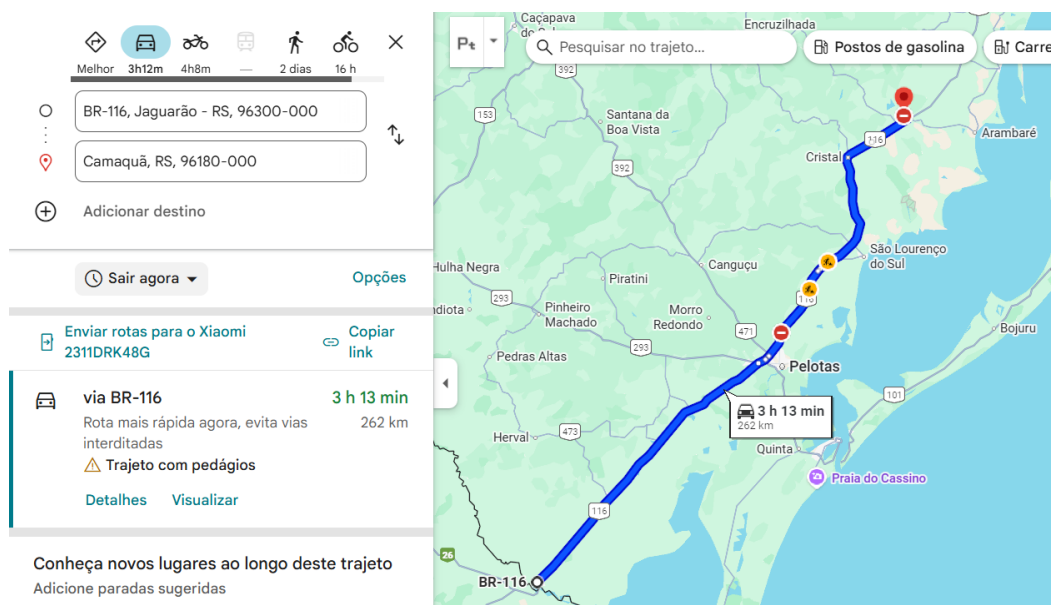 Melhor
3h12m
4h8m
—
2 dias
16 h
BR-116, Jaguarão - RS, 96300-000
Camaquã, RS, 96180-000
Adicionar destino
Sair agora
Opções
Enviar rotas para o Xiaomi
2311DRK48G
Copiar
link
via BR-116
3 h 13 min
Rota mais rápida agora, evita vias
interditadas
262 km
Trajeto com pedágios
Detalhes
Visualizar
Conheça novos lugares ao longo deste trajeto
Adicione paradas sugeridas
Pt
Pesquisar no trajeto...
Postos de gasolina
Carre
Caçapava
do Sul
Encruzilhada
392
153
Santana da
Boa Vista
116
Arambaré
Cristal
392
São Lourenço
do Sul
Canguçu
Hulha Negra
Piratini
293
116
diota
Pinheiro
Machado
Morro
Redondo
471
Bojuru
293
Pedras Altas
Pelotas
101
3 h 13 min
262 km
Herval
473
Quinta
Praia do Cassino
116
26
BR-116